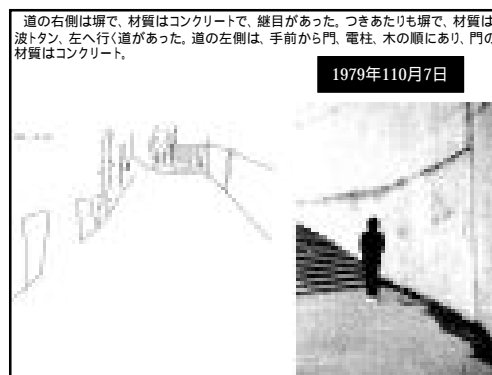 道の右側は塀で、材質はコンクリートで、継目があった。つきあたりも塀で、材質は
波トタン、左へ行く道があった。道の左側は、手前から門、電柱、木の順にあり、門の
材質はコンクリート。
1979年110月7日